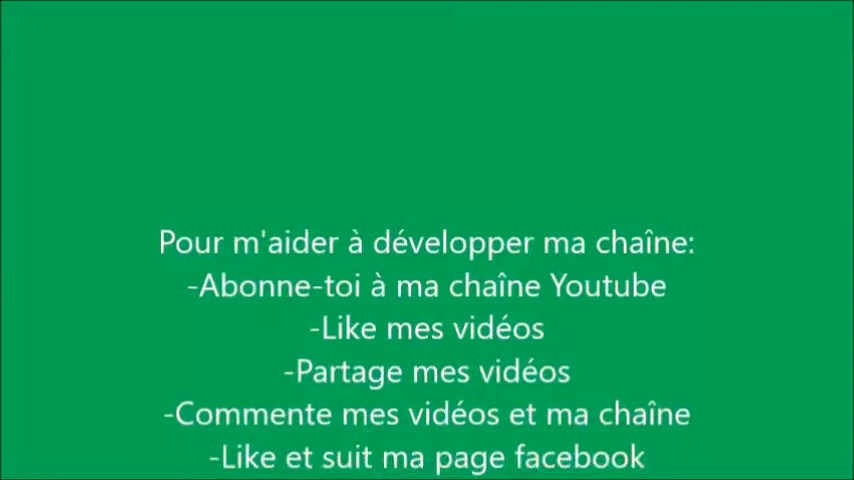 Pour m'aider à développer ma chaîne:
-Abonne-toi à ma chaîne Youtube
-Like mes vidéos
-Partage mes vidéos
-Commente mes vidéos et ma chaîne
-Like et suit ma page facebook